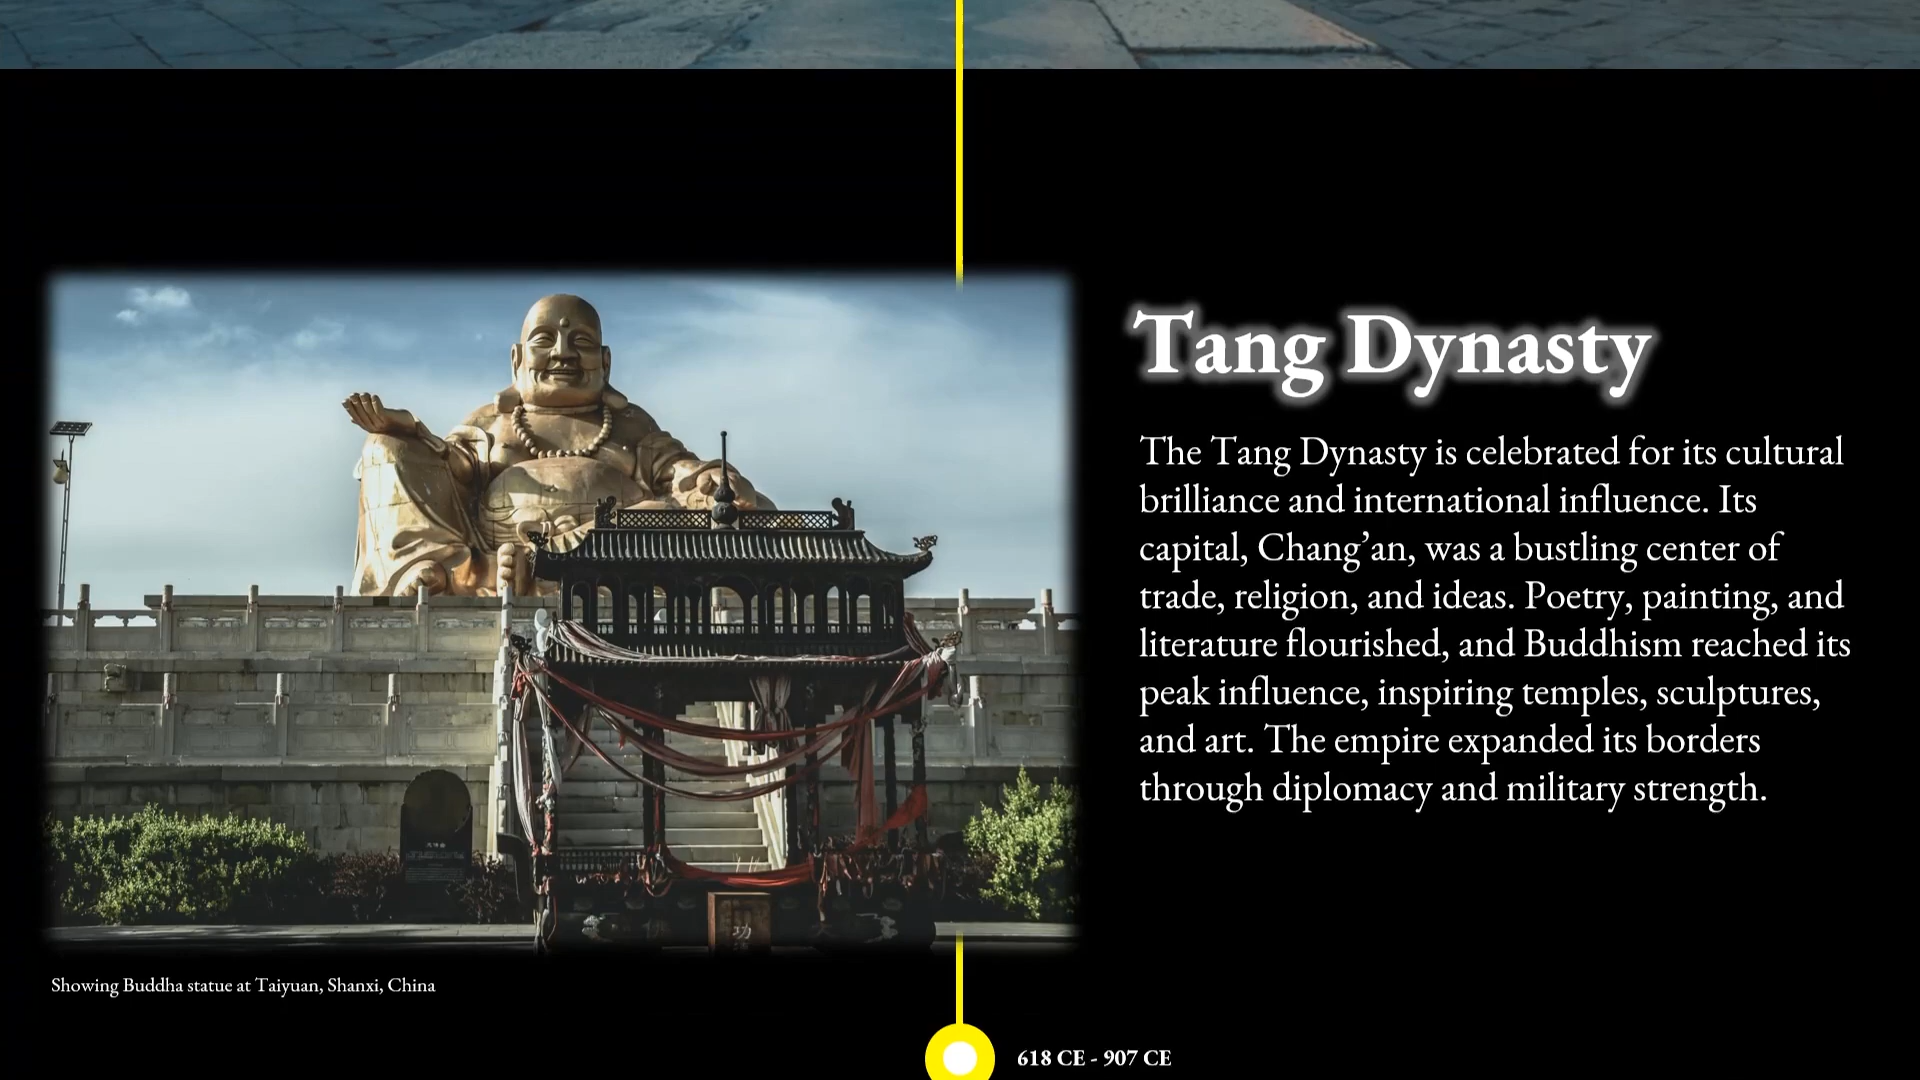 Tang Dynasty
The Tang Dynasty is celebrated for its cultural
brilliance and international influence. Its
capital, Chang’an, was a bustling center of
trade, religion, and ideas. Poetry, painting, and
literature flourished, and Buddhism reached its
peak influence, inspiring temples, sculptures,
and art. The empire expanded its borders
through diplomacy and military strength.
功
Showing Buddha statue at Taiyuan, Shanxi, China
618 CE - 907 CE